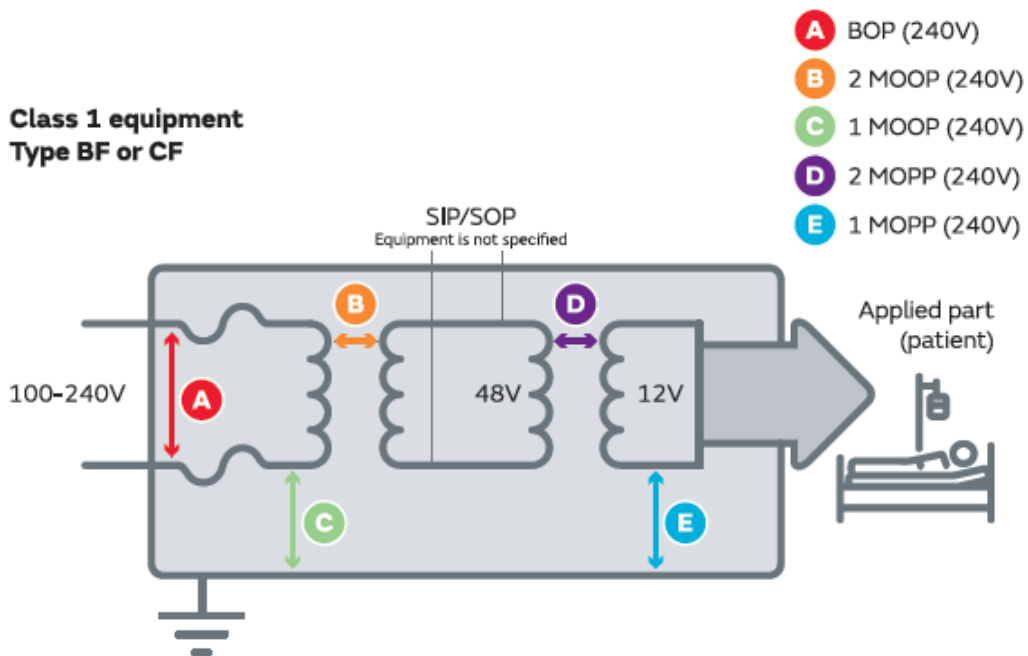 A BOP (240V)
B 2 MOOP (240V)
C 1 MOOP (240V)
D 2 MOPP (240V)
E 1 MOPP (240V)
Class 1 equipment
Type BF or CF
SIP/SOP
Equipment is not specified
B
D
Applied part
(patient)
100-240V
A
48V
12V
C
E